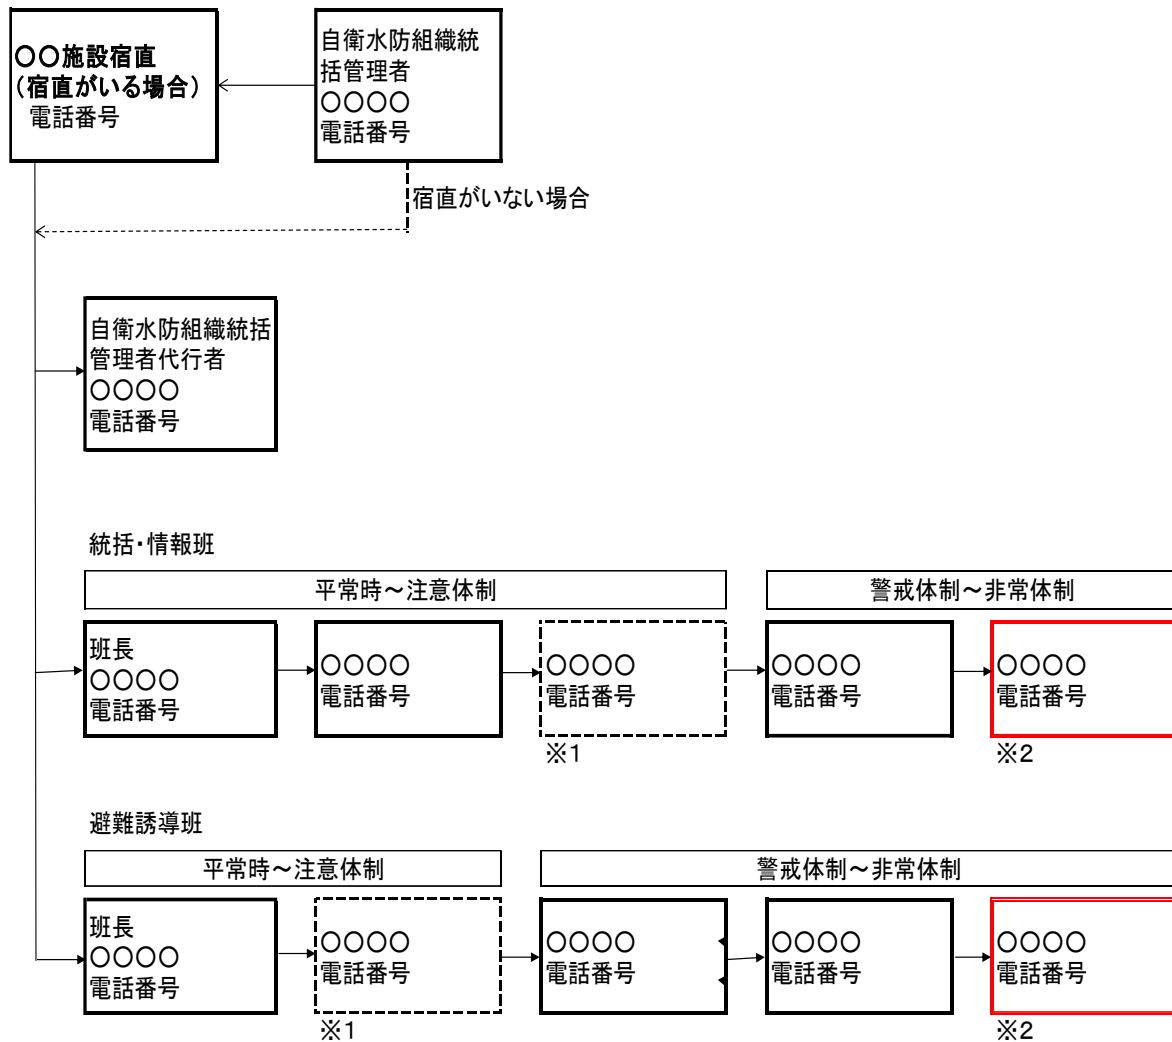 〇〇施設宿直
（宿直がいる場合）
電話番号
自衛水防組織統
括管理者
〇〇〇〇
電話番号
宿直がいない場合
自衛水防組織統括
管理者代行者
〇〇〇〇
電話番号
統括・情報班
平常時～注意体制
警戒体制～非常体制
班長
〇〇〇〇
電話番号
〇〇〇〇
電話番号
〇〇〇〇
電話番号
※1
〇〇〇〇
電話番号
〇〇〇〇
電話番号
※2
避難誘導班
平常時～注意体制
警戒体制～非常体制
班長
〇〇〇〇
電話番号
〇〇〇〇
電話番号
※1
〇〇〇〇
電話番号
〇〇〇〇
電話番号
〇〇〇〇
電話番号
※2